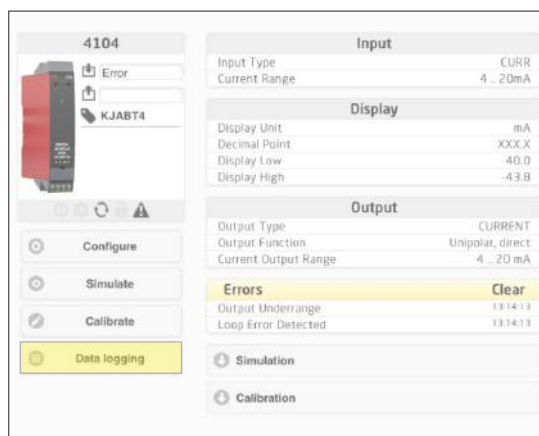 4104
Error
KJABT4
Configure
Simulate
Calibrate
Data logging
Input
Input Type CURR
Current Range 4 .. 20mA
Display
Display Unit mA
Decimal Point XXX.X
Display Low 40.0
Display High -43.8
Output
Output Type CURRENT
Output Function Unipolar, direct
Current Output Range 4 .. 20 mA
Errors Clear
Output Underrange 13:14:13
Loop Error Detected 13:14:13
Simulation
Calibration